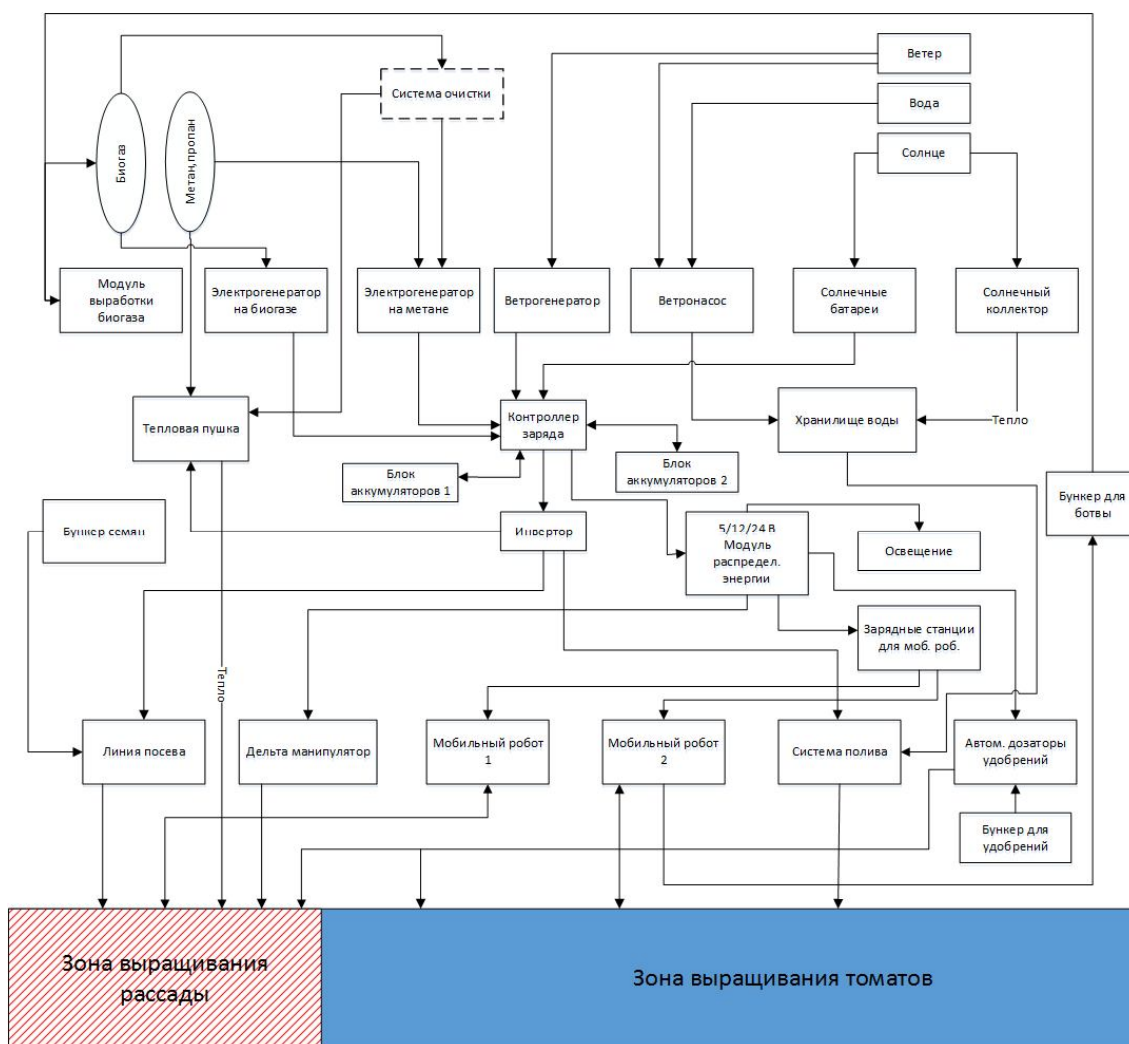 Ветер
Система очистки
Вода
Солнце
Биогаз
Метан,пропан
Модуль
выработки
биогаза
Электрогенератор
на биогазе
Электрогенератор
на метане
Ветрогенератор
Ветронасос
Солнечные
батареи
Солнечный
коллектор
Тепловая пушка
Контроллер
заряда
Хранилище воды
Тепло
Блок
аккумуляторов 1
Блок
аккумуляторов 2
Бункер для
ботвы
Бункер семян
Инвертор
5/12/24 В
Модуль
распредел.
энергии
Освещение
Зарядные станции
для моб. роб.
Тепло
Линия посева
Дельта манипулятор
Мобильный робот
1
Мобильный робот
2
Система полива
Автом. дозаторы
удобрений
Бункер для
удобрений
Зона выращивания
рассады
Зона выращивания томатов